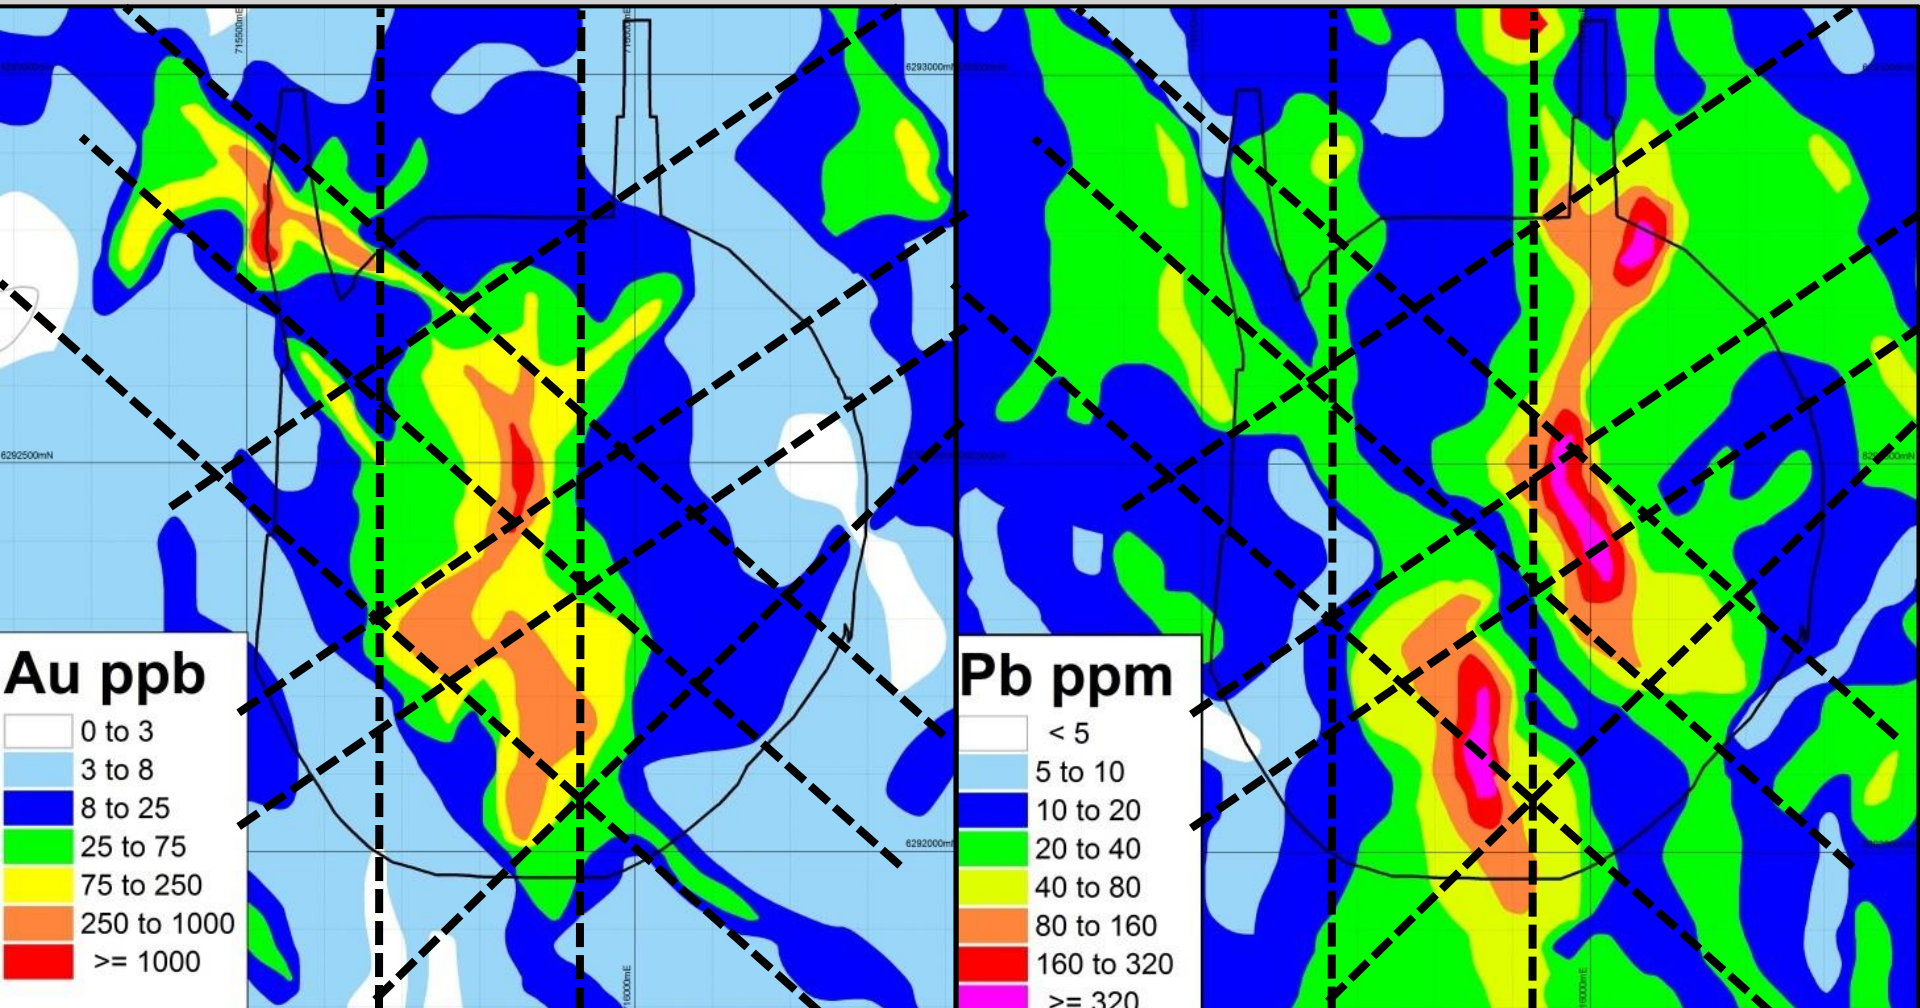 715500mE
6293000mN
6292500mN
6292000mN
16000mE
Au ppb
0 to 3
3 to 8
8 to 25
25 to 75
75 to 250
250 to 1000
>= 1000
Pb ppm
< 5
5 to 10
10 to 20
20 to 40
40 to 80
80 to 160
160 to 320
>= 320